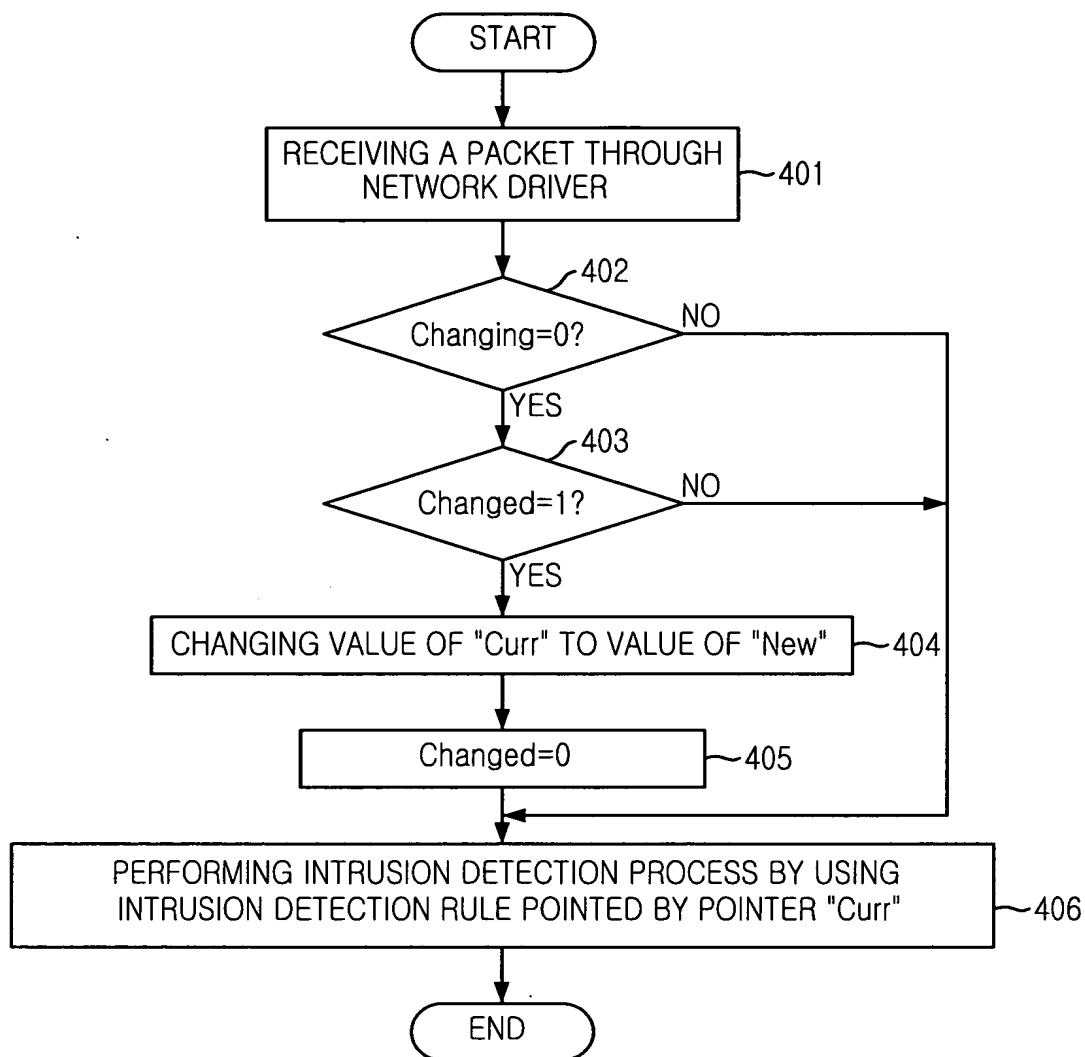 START
RECEIVING A PACKET THROUGH
NETWORK DRIVER
401
402
Changing=0?
NO
YES
403
Changed=1?
NO
YES
CHANGING VALUE OF "Curr" TO VALUE OF "New"
404
Changed=0
405
PERFORMING INTRUSION DETECTION PROCESS BY USING
INTRUSION DETECTION RULE POINTED BY POINTER "Curr"
406
END